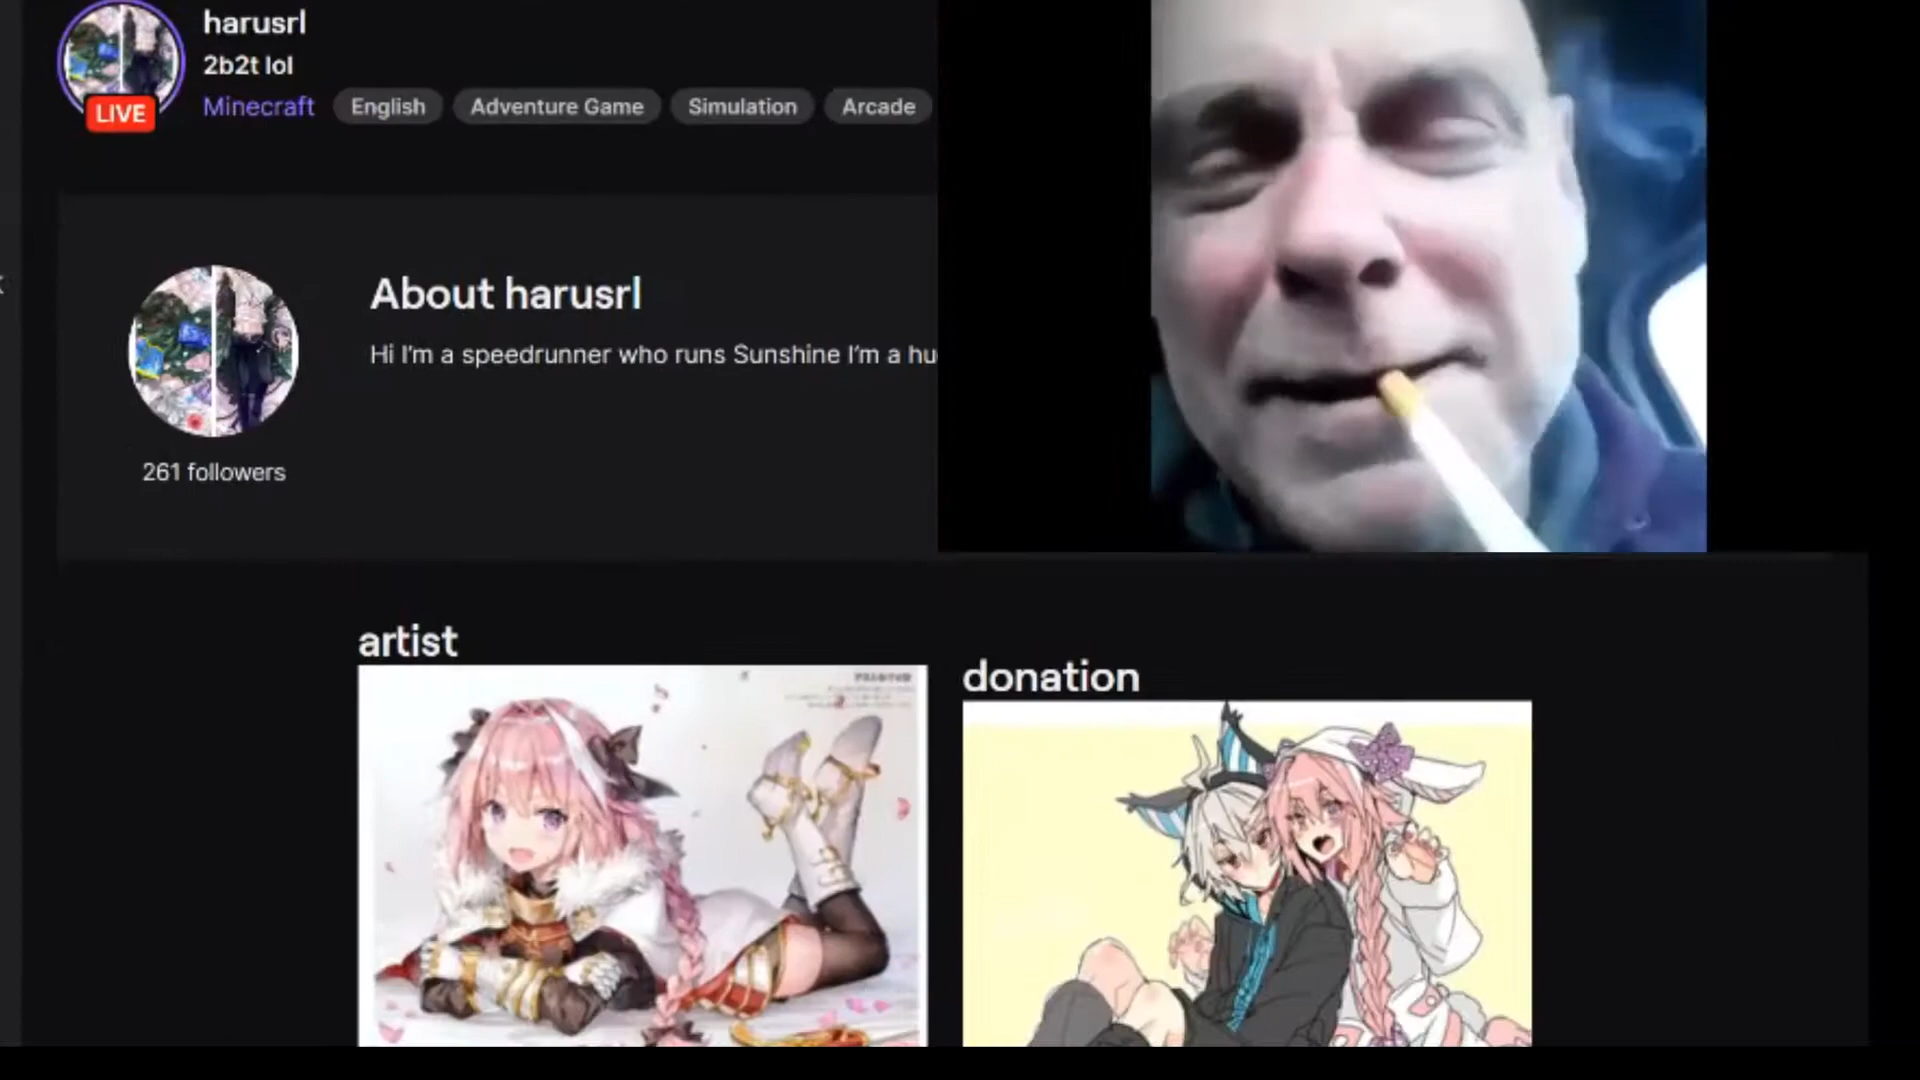 harusrl
2b2t lol
LIVE
Minecraft
English
Adventure Game
Simulation
Arcade
About harusrl
Hi I'm a speedrunner who runs Sunshine I'm a hu
261 followers
artist
donation